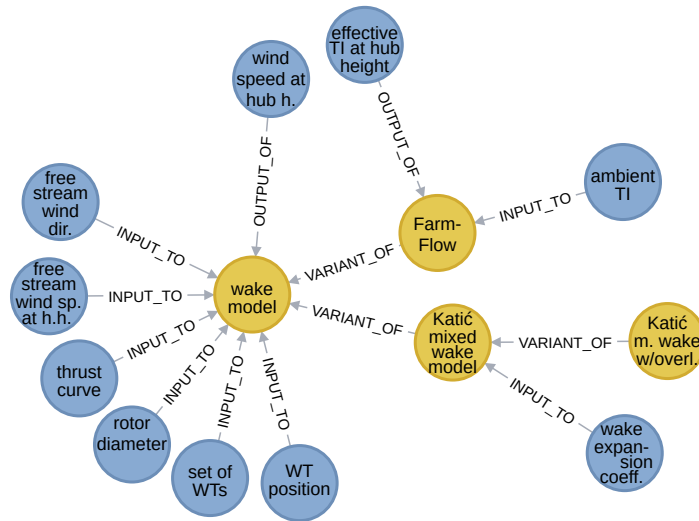 effective
TI at hub
height
wind
speed at
hub h.
OUTPUT_OF
OUTPUT_OF
ambient
TI
INPUT_TO
free
stream
wind
dir.
INPUT_TO
Farm-
Flow
VARIANT_OF
free
stream
wind sp.
at h.h.
INPUT_TO
wake
model
VARIANT_OF
Katić
mixed
wake
model
VARIANT_OF
Katić
m. wake
w/overl.
thrust
curve
INPUT_TO
rotor
diameter
INPUT_TO
set of
WTs
INPUT_TO
WT
position
INPUT_TO
INPUT_TO
wake
expan-
sion
coeff.